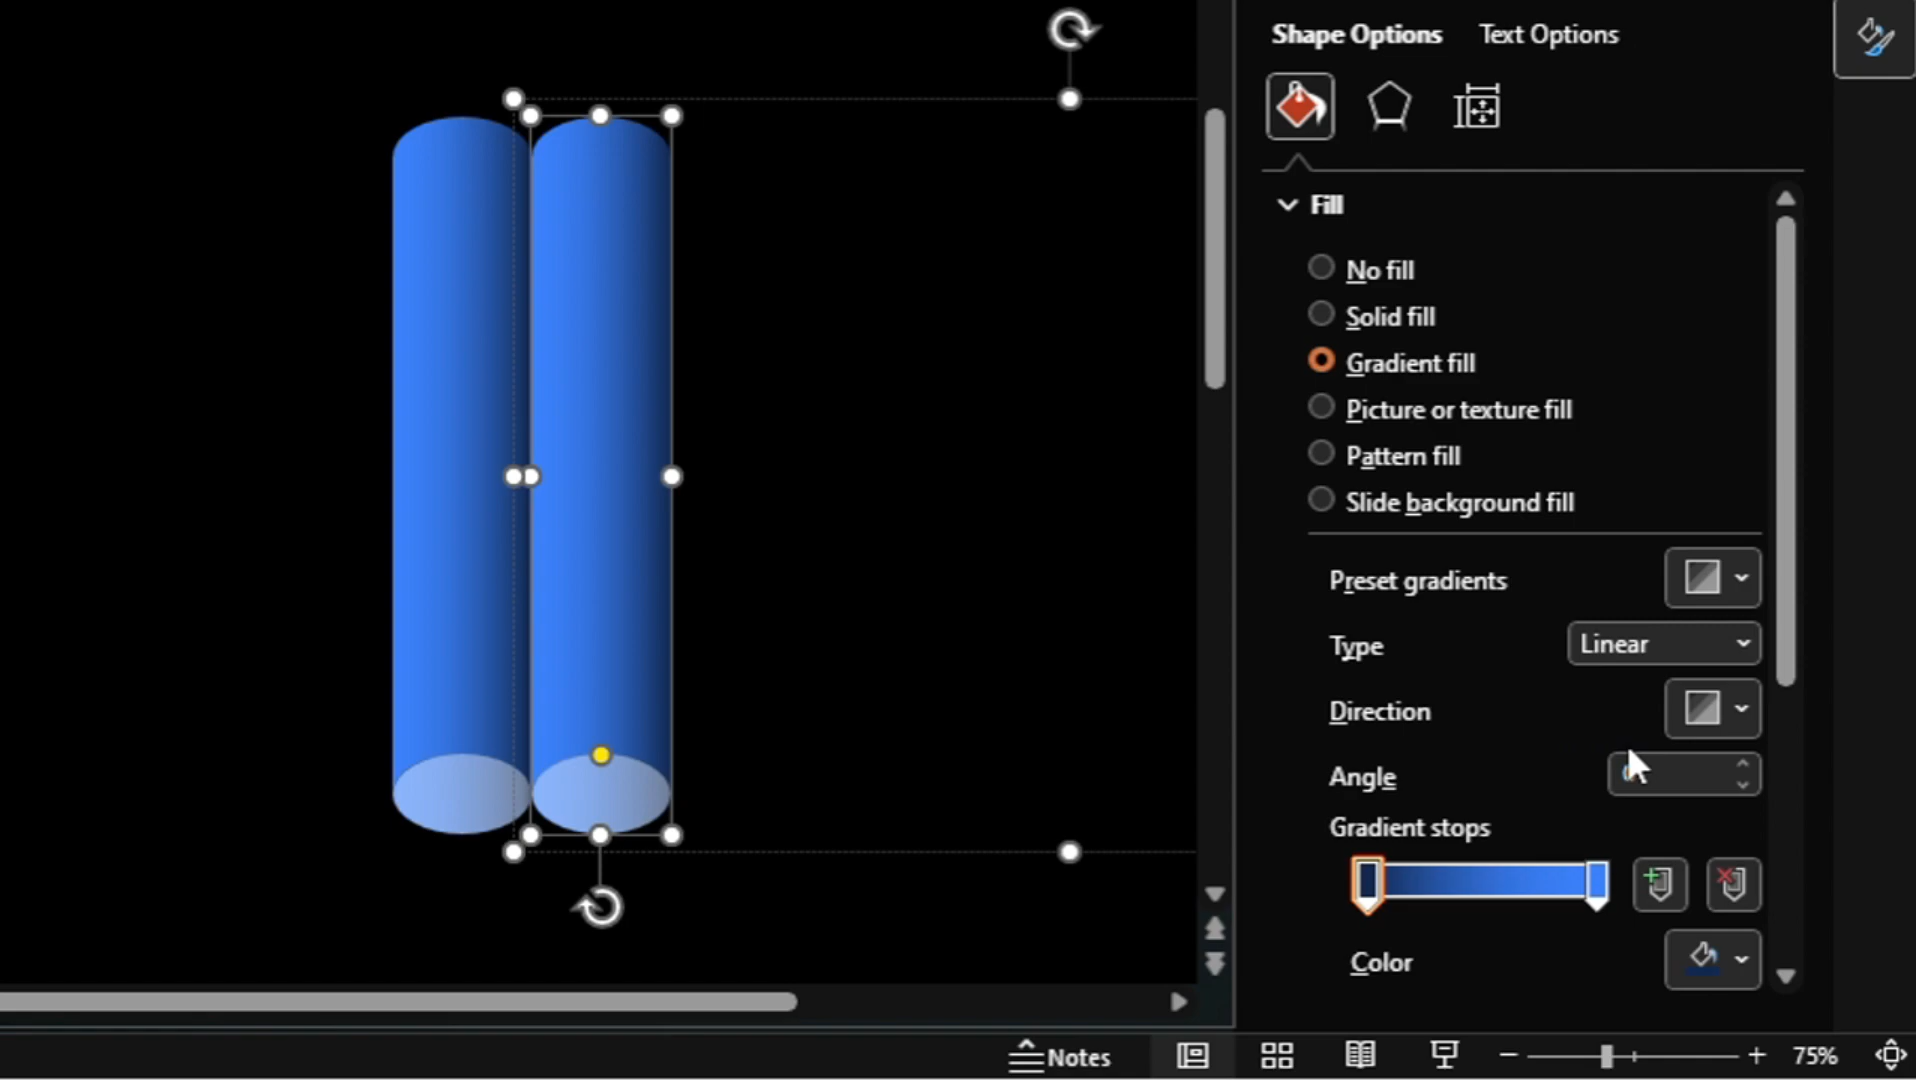 Shape Options Text Options
Fill
No fill
Solid fill
Gradient fill
Picture or texture fill
Pattern fill
Slide background fill
Preset gradients
Type Linear
Direction
Angle
Gradient stops
Color
Notes
75%